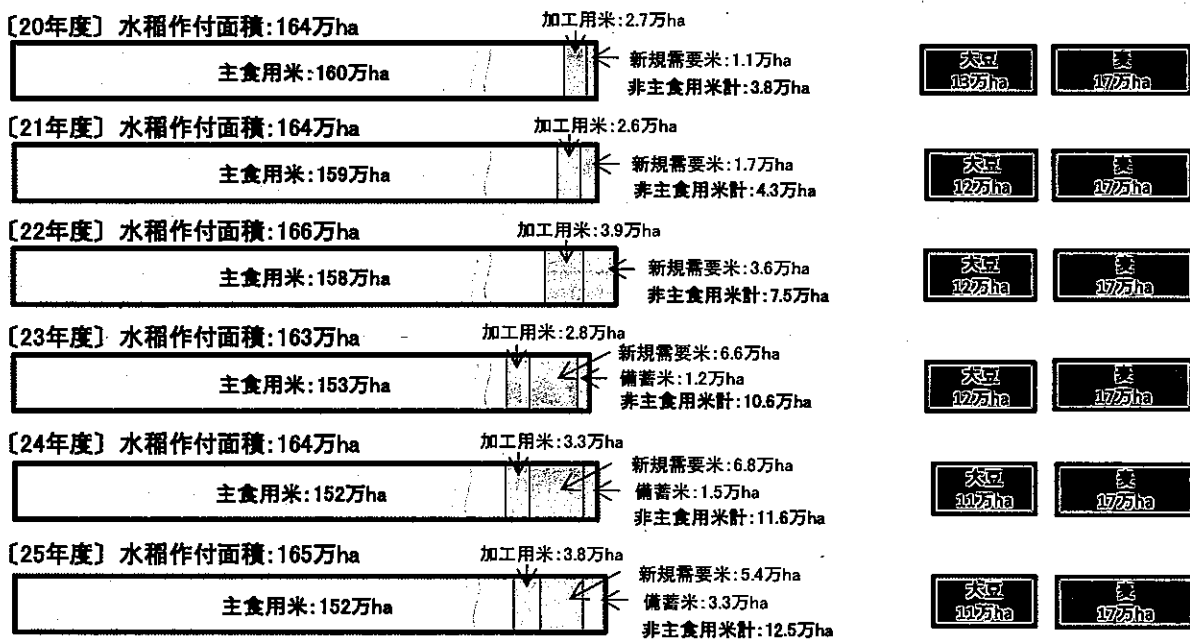 〔20年度〕 水稲作付面積:164万ha
加工用米:2.7万ha
主食用米:160万ha
新規需要米:1.1万ha
非主食用米計:3.8万ha
大豆
13万ha
麦
17万ha
〔21年度〕 水稲作付面積:164万ha
加工用米:2.6万ha
主食用米:159万ha
新規需要米:1.7万ha
非主食用米計:4.3万ha
大豆
12万ha
麦
17万ha
〔22年度〕 水稲作付面積:166万ha
加工用米:3.9万ha
主食用米:158万ha
新規需要米:3.6万ha
非主食用米計:7.5万ha
大豆
12万ha
麦
17万ha
〔23年度〕 水稲作付面積:163万ha
加工用米:2.8万ha
主食用米:153万ha
新規需要米:6.6万ha
備蓄米:1.2万ha
非主食用米計:10.6万ha
大豆
12万ha
麦
17万ha
〔24年度〕 水稲作付面積:164万ha
加工用米:3.3万ha
主食用米:152万ha
新規需要米:6.8万ha
備蓄米:1.5万ha
非主食用米計:11.6万ha
大豆
11万ha
麦
17万ha
〔25年度〕 水稲作付面積:165万ha
加工用米:3.8万ha
主食用米:152万ha
新規需要米:5.4万ha
備蓄米:3.3万ha
非主食用米計:12.5万ha
大豆
11万ha
麦
17万ha